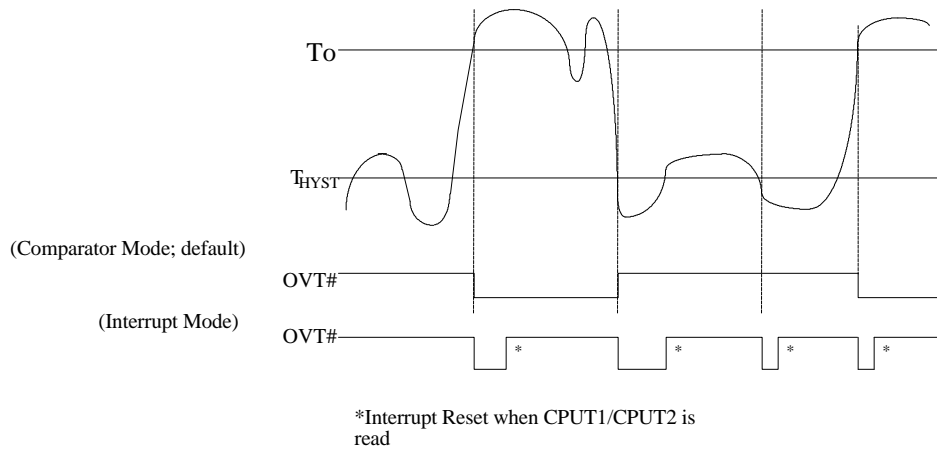 To
THYST
(Comparator Mode; default)
OVT#
(Interrupt Mode)
OVT#
* * * *
*Interrupt Reset when CPUT1/CPUT2 is
read